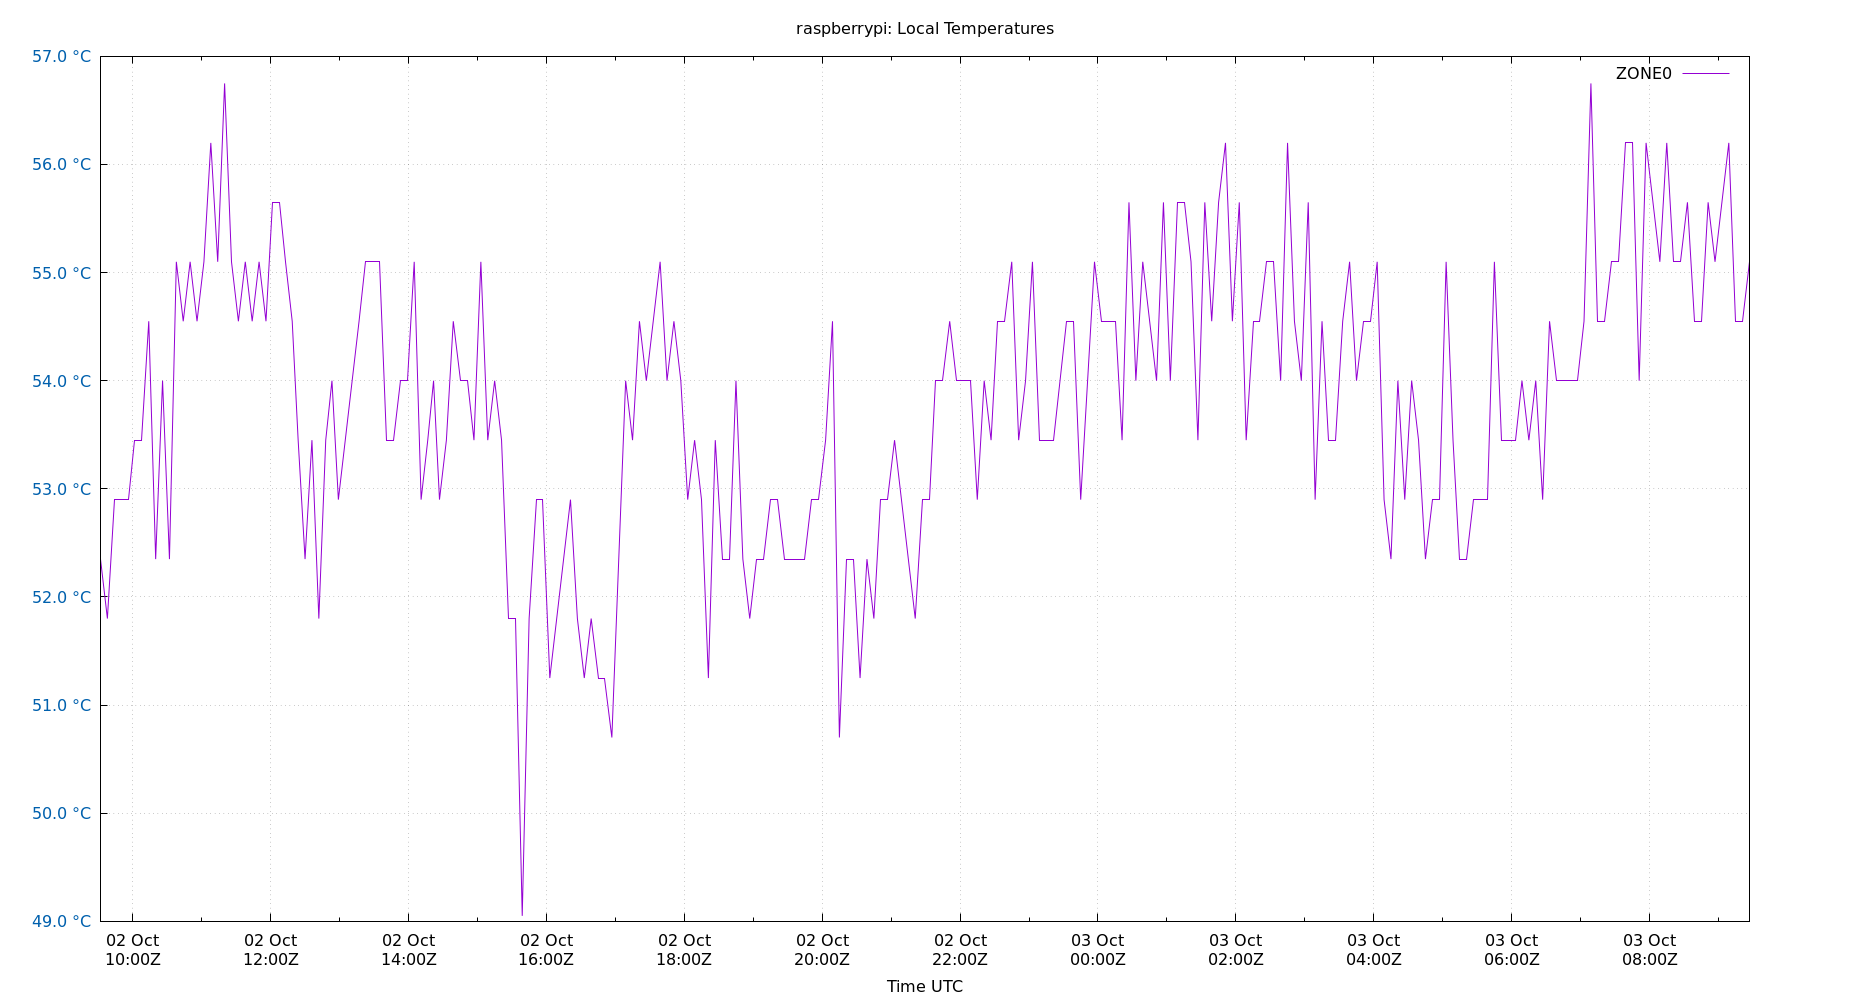 raspberrypi: Local Temperatures
57.0 °C
ZONE0
56.0 °C
55.0 °C
54.0 °C
53.0 °C
52.0 °C
51.0 °C
50.0 °C
49.0 °C
02 Oct 02 Oct 02 Oct 02 Oct 02 Oct 02 Oct 02 Oct 03 Oct 03 Oct 03 Oct 03 Oct 03 Oct
10:00Z 12:00Z 14:00Z 16:00Z 18:00Z 20:00Z 22:00Z 00:00Z 02:00Z 04:00Z 06:00Z 08:00Z
Time UTC